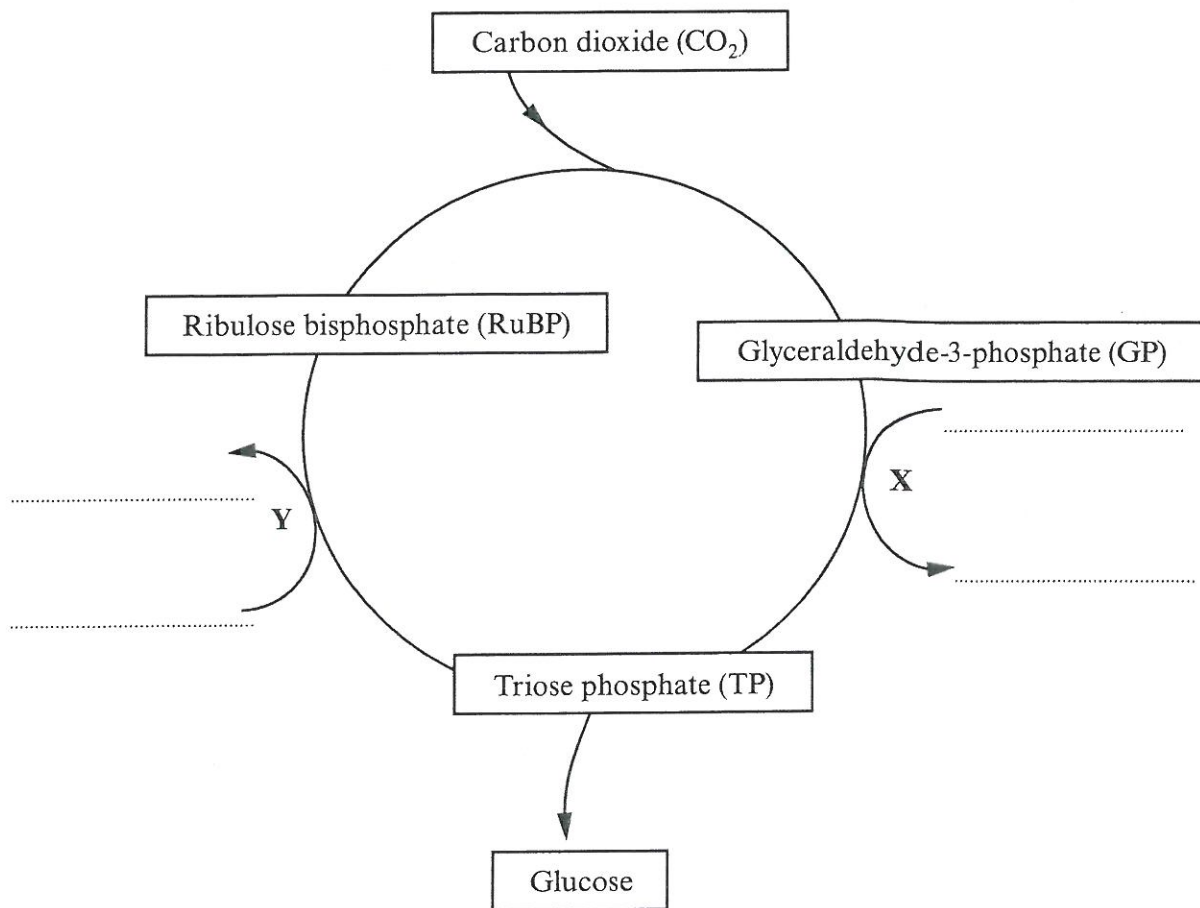 Carbon dioxide (CO₂)
Ribulose bisphosphate (RuBP)
Glyceraldehyde-3-phosphate (GP)
X
Y
Triose phosphate (TP)
Glucose